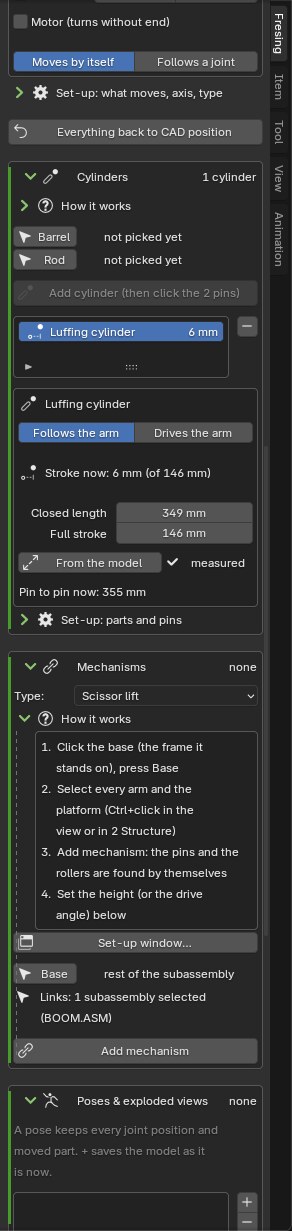 Motor (turns without end)
Moves by itself Follows a joint
Set-up: what moves, axis, type
Everything back to CAD position
Cylinders 1 cylinder
How it works
Barrel not picked yet
Rod not picked yet
Add cylinder (then click the 2 pins)
Luffing cylinder 6 mm
Luffing cylinder
Follows the arm Drives the arm
Stroke now: 6 mm (of 146 mm)
Closed length 349 mm
Full stroke 146 mm
From the model measured
Pin to pin now: 355 mm
Set-up: parts and pins
Mechanisms none
Type: Scissor lift
How it works
1. Click the base (the frame it
stands on), press Base
2. Select every arm and the
platform (Ctrl+click in the
view or in 2 Structure)
3. Add mechanism: the pins and the
rollers are found by themselves
4. Set the height (or the drive
angle) below
Set-up window...
Base rest of the subassembly
Links: 1 subassembly selected
(BOOM.ASM)
Add mechanism
Poses & exploded views none
A pose keeps every joint position and
moved part. + saves the model as it
is now.
Fresing
Item
Tool
View
Animation